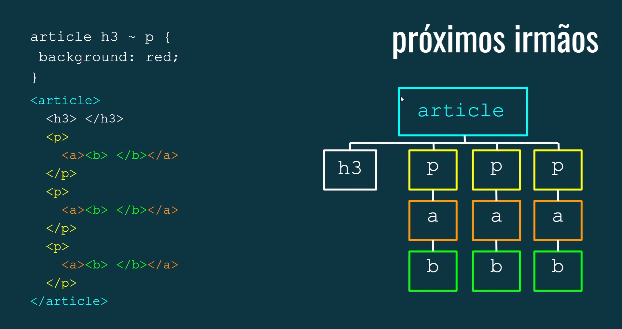 próximos irmãos
article h3 ~ p {
background: red;
}
<article>
<h3> </h3>
<p>
<a><b> </b></a>
</p>
<p>
<a><b> </b></a>
</p>
<p>
<a><b> </b></a>
</p>
</article>
article
h3 p p p
a a a
b b b